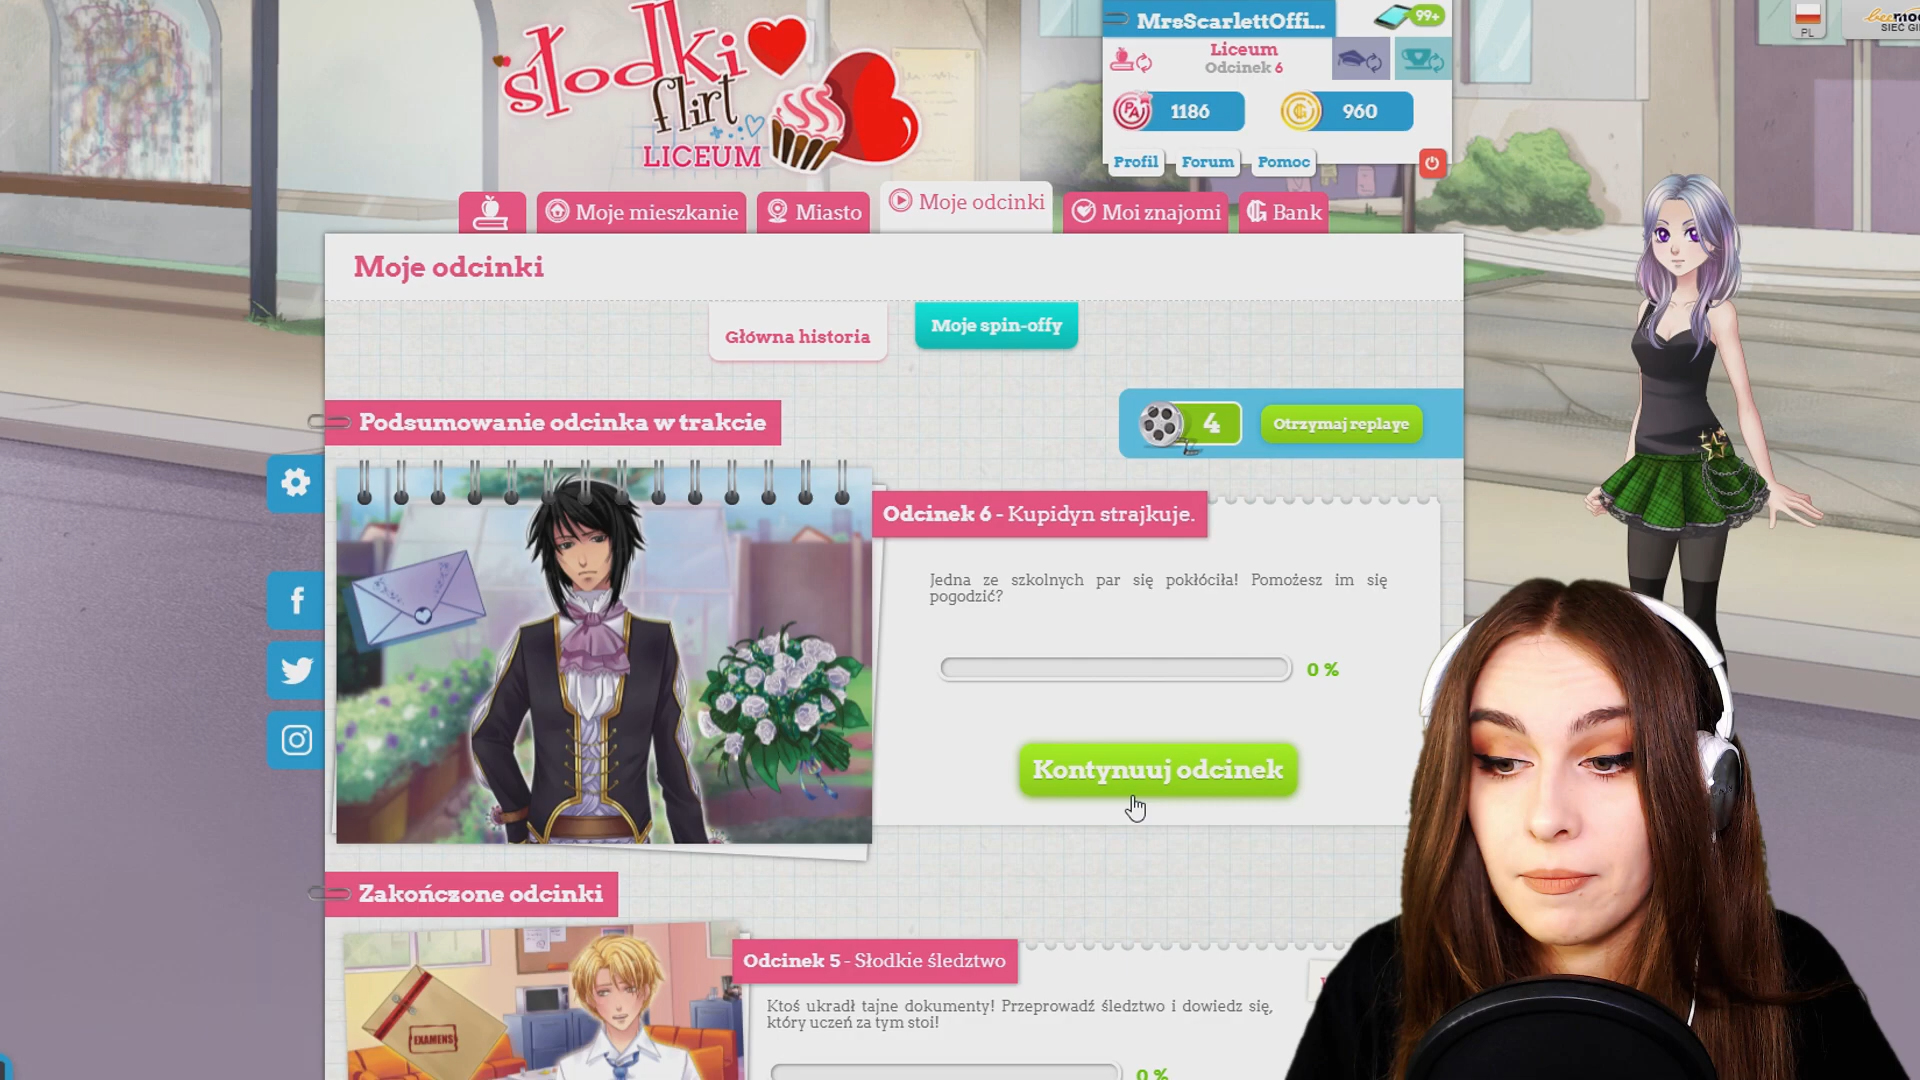 słodki
flirt
LICEUM
MrsScarlettOffi...
99+
Liceum
Odcinek 6
PA 1186
960
Profil Forum Pomoc
PL
SIEĆ
Moje mieszkanie
Miasto
Moje odcinki
Moi znajomi
Bank
Moje odcinki
Główna historia
Moje spin-offy
Podsumowanie odcinka w trakcie
4
Otrzymaj replaye
Odcinek 6 - Kupidyn strajkuje.
Jedna ze szkolnych par się pokłóciła! Pomożesz im się
pogodzić?
0 %
Kontynuuj odcinek
Zakończone odcinki
EXAMENS
Odcinek 5 - Słodkie śledztwo
Ktoś ukradł tajne dokumenty! Przeprowadź śledztwo i dowiedz się,
który uczeń za tym stoi!
0 %